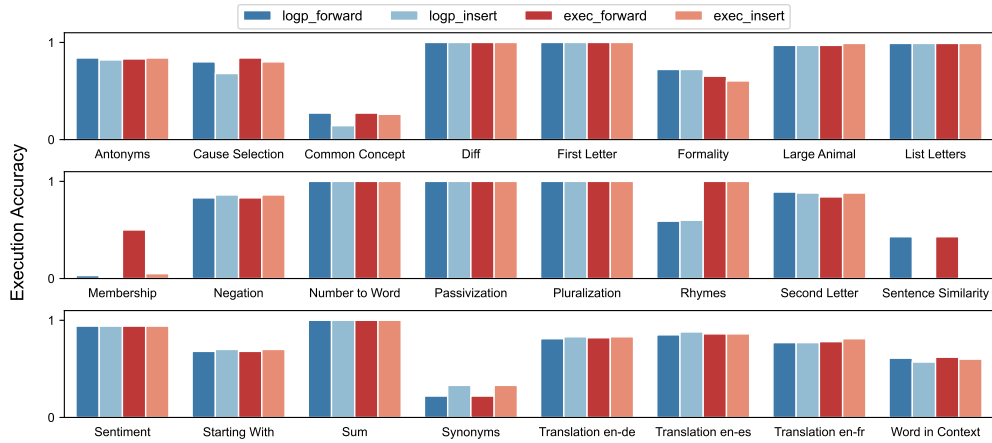 logp_forward logp_insert exec_forward exec_insert
Execution Accuracy
1
0
Antonyms Cause Selection Common Concept Diff First Letter Formality Large Animal List Letters
1
0
Membership Negation Number to Word Passivization Pluralization Rhymes Second Letter Sentence Similarity
1
0
Sentiment Starting With Sum Synonyms Translation en-de Translation en-es Translation en-fr Word in Context